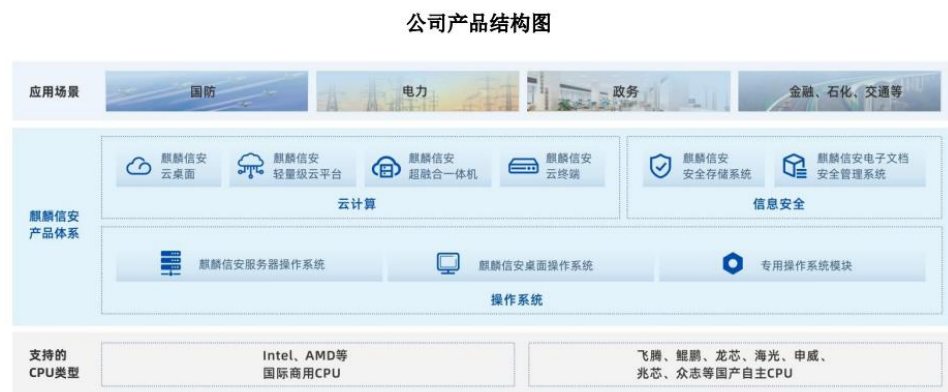 公司产品结构图
应用场景
国防
电力
政务
金融、石化、交通等
麒麟信安
产品体系
麒麟信安
云桌面
麒麟信安
轻量级云平台
麒麟信安
超融合一体机
麒麟信安
云终端
云计算
麒麟信安
安全存储系统
麒麟信安电子文档
安全管理系统
信息安全
麒麟信安服务器操作系统
麒麟信安桌面操作系统
专用操作系统模块
操作系统
支持的
CPU类型
Intel、AMD等
国际商用CPU
飞腾、鲲鹏、龙芯、海光、申威、
兆芯、众志等国产自主CPU